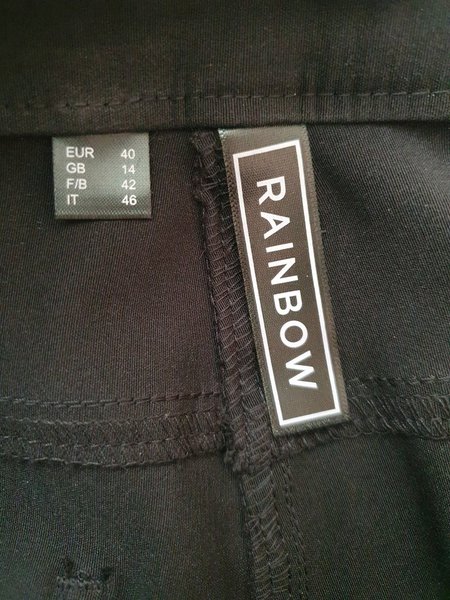 EUR 40
GB 14
F/B 42
IT 46
RAINBOW